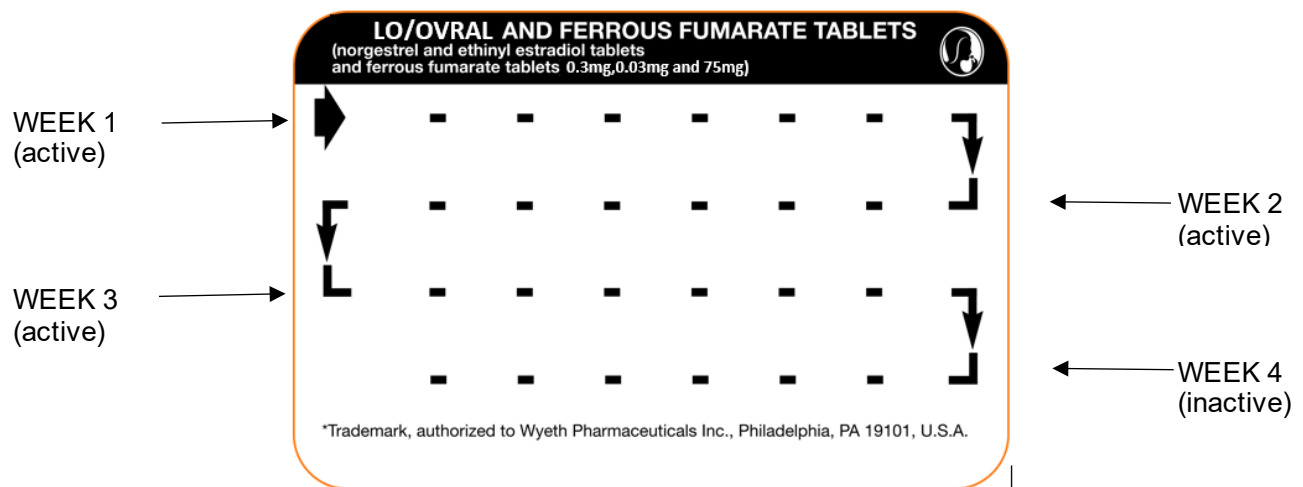 LO/OVRAL AND FERROUS FUMARATE TABLETS
(norgestrel and ethinyl estradiol tablets
and ferrous fumarate tablets 0.3mg,0.03mg and 75mg)
WEEK 1
(active)
WEEK 2
(active)
WEEK 3
(active)
WEEK 4
(inactive)
*Trademark, authorized to Wyeth Pharmaceuticals Inc., Philadelphia, PA 19101, U.S.A.